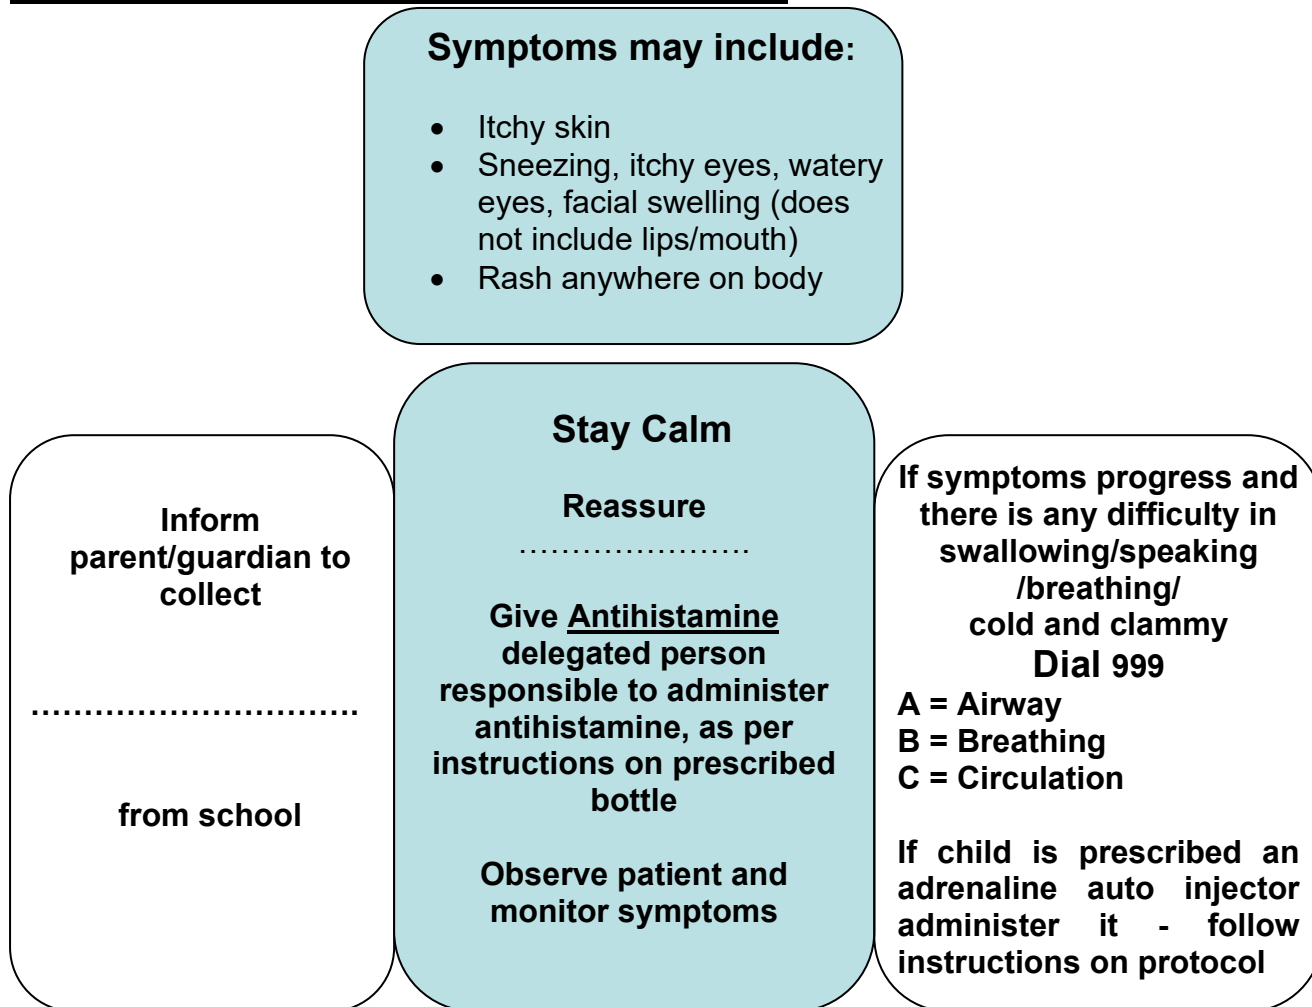 Symptoms may include:
• Itchy skin
• Sneezing, itchy eyes, watery
eyes, facial swelling (does
not include lips/mouth)
• Rash anywhere on body
Inform
parent/guardian to
collect
…………………………….
from school
Stay Calm
Reassure
…………………….
Give Antihistamine
delegated person
responsible to administer
antihistamine, as per
instructions on prescribed
bottle
Observe patient and
monitor symptoms
If symptoms progress and
there is any difficulty in
swallowing/speaking
/breathing/
cold and clammy
Dial 999
A = Airway
B = Breathing
C = Circulation
If child is prescribed an
adrenaline auto injector
administer it - follow
instructions on protocol